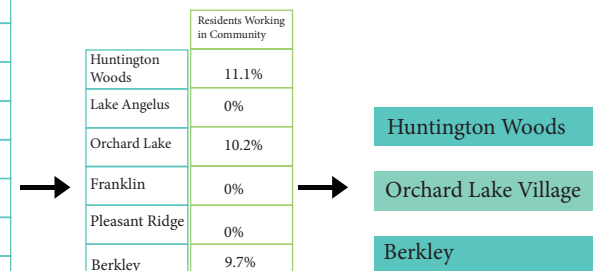 Residents Working
in Community
Huntington
Woods
11.1%
Lake Angelus
0%
Orchard Lake
10.2%
Franklin
0%
Pleasant Ridge
0%
Berkley
9.7%
Huntington Woods
Orchard Lake Village
Berkley